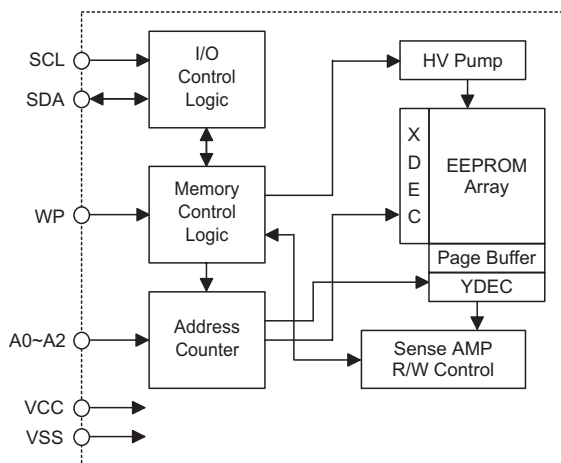 SCL
SDA
WP
A0~A2
VCC
VSS
I/O
Control
Logic
Memory
Control
Logic
Address
Counter
HV Pump
X
D
E
C
EEPROM
Array
Page Buffer
YDEC
Sense AMP
R/W Control